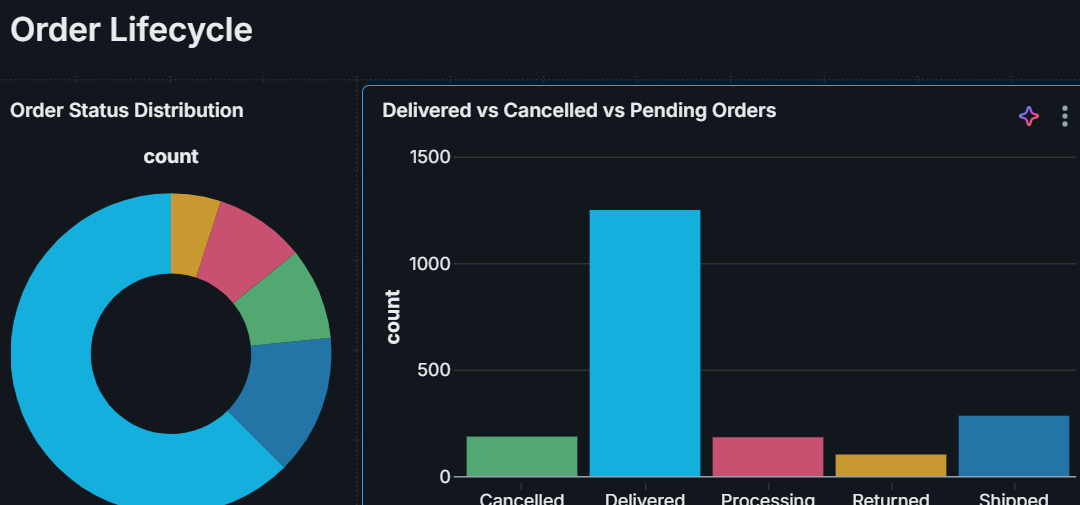 Order Lifecycle
Order Status Distribution
count
Delivered vs Cancelled vs Pending Orders
1500
1000
500
0
count
Cancelled
Delivered
Processing
Returned
Shipped